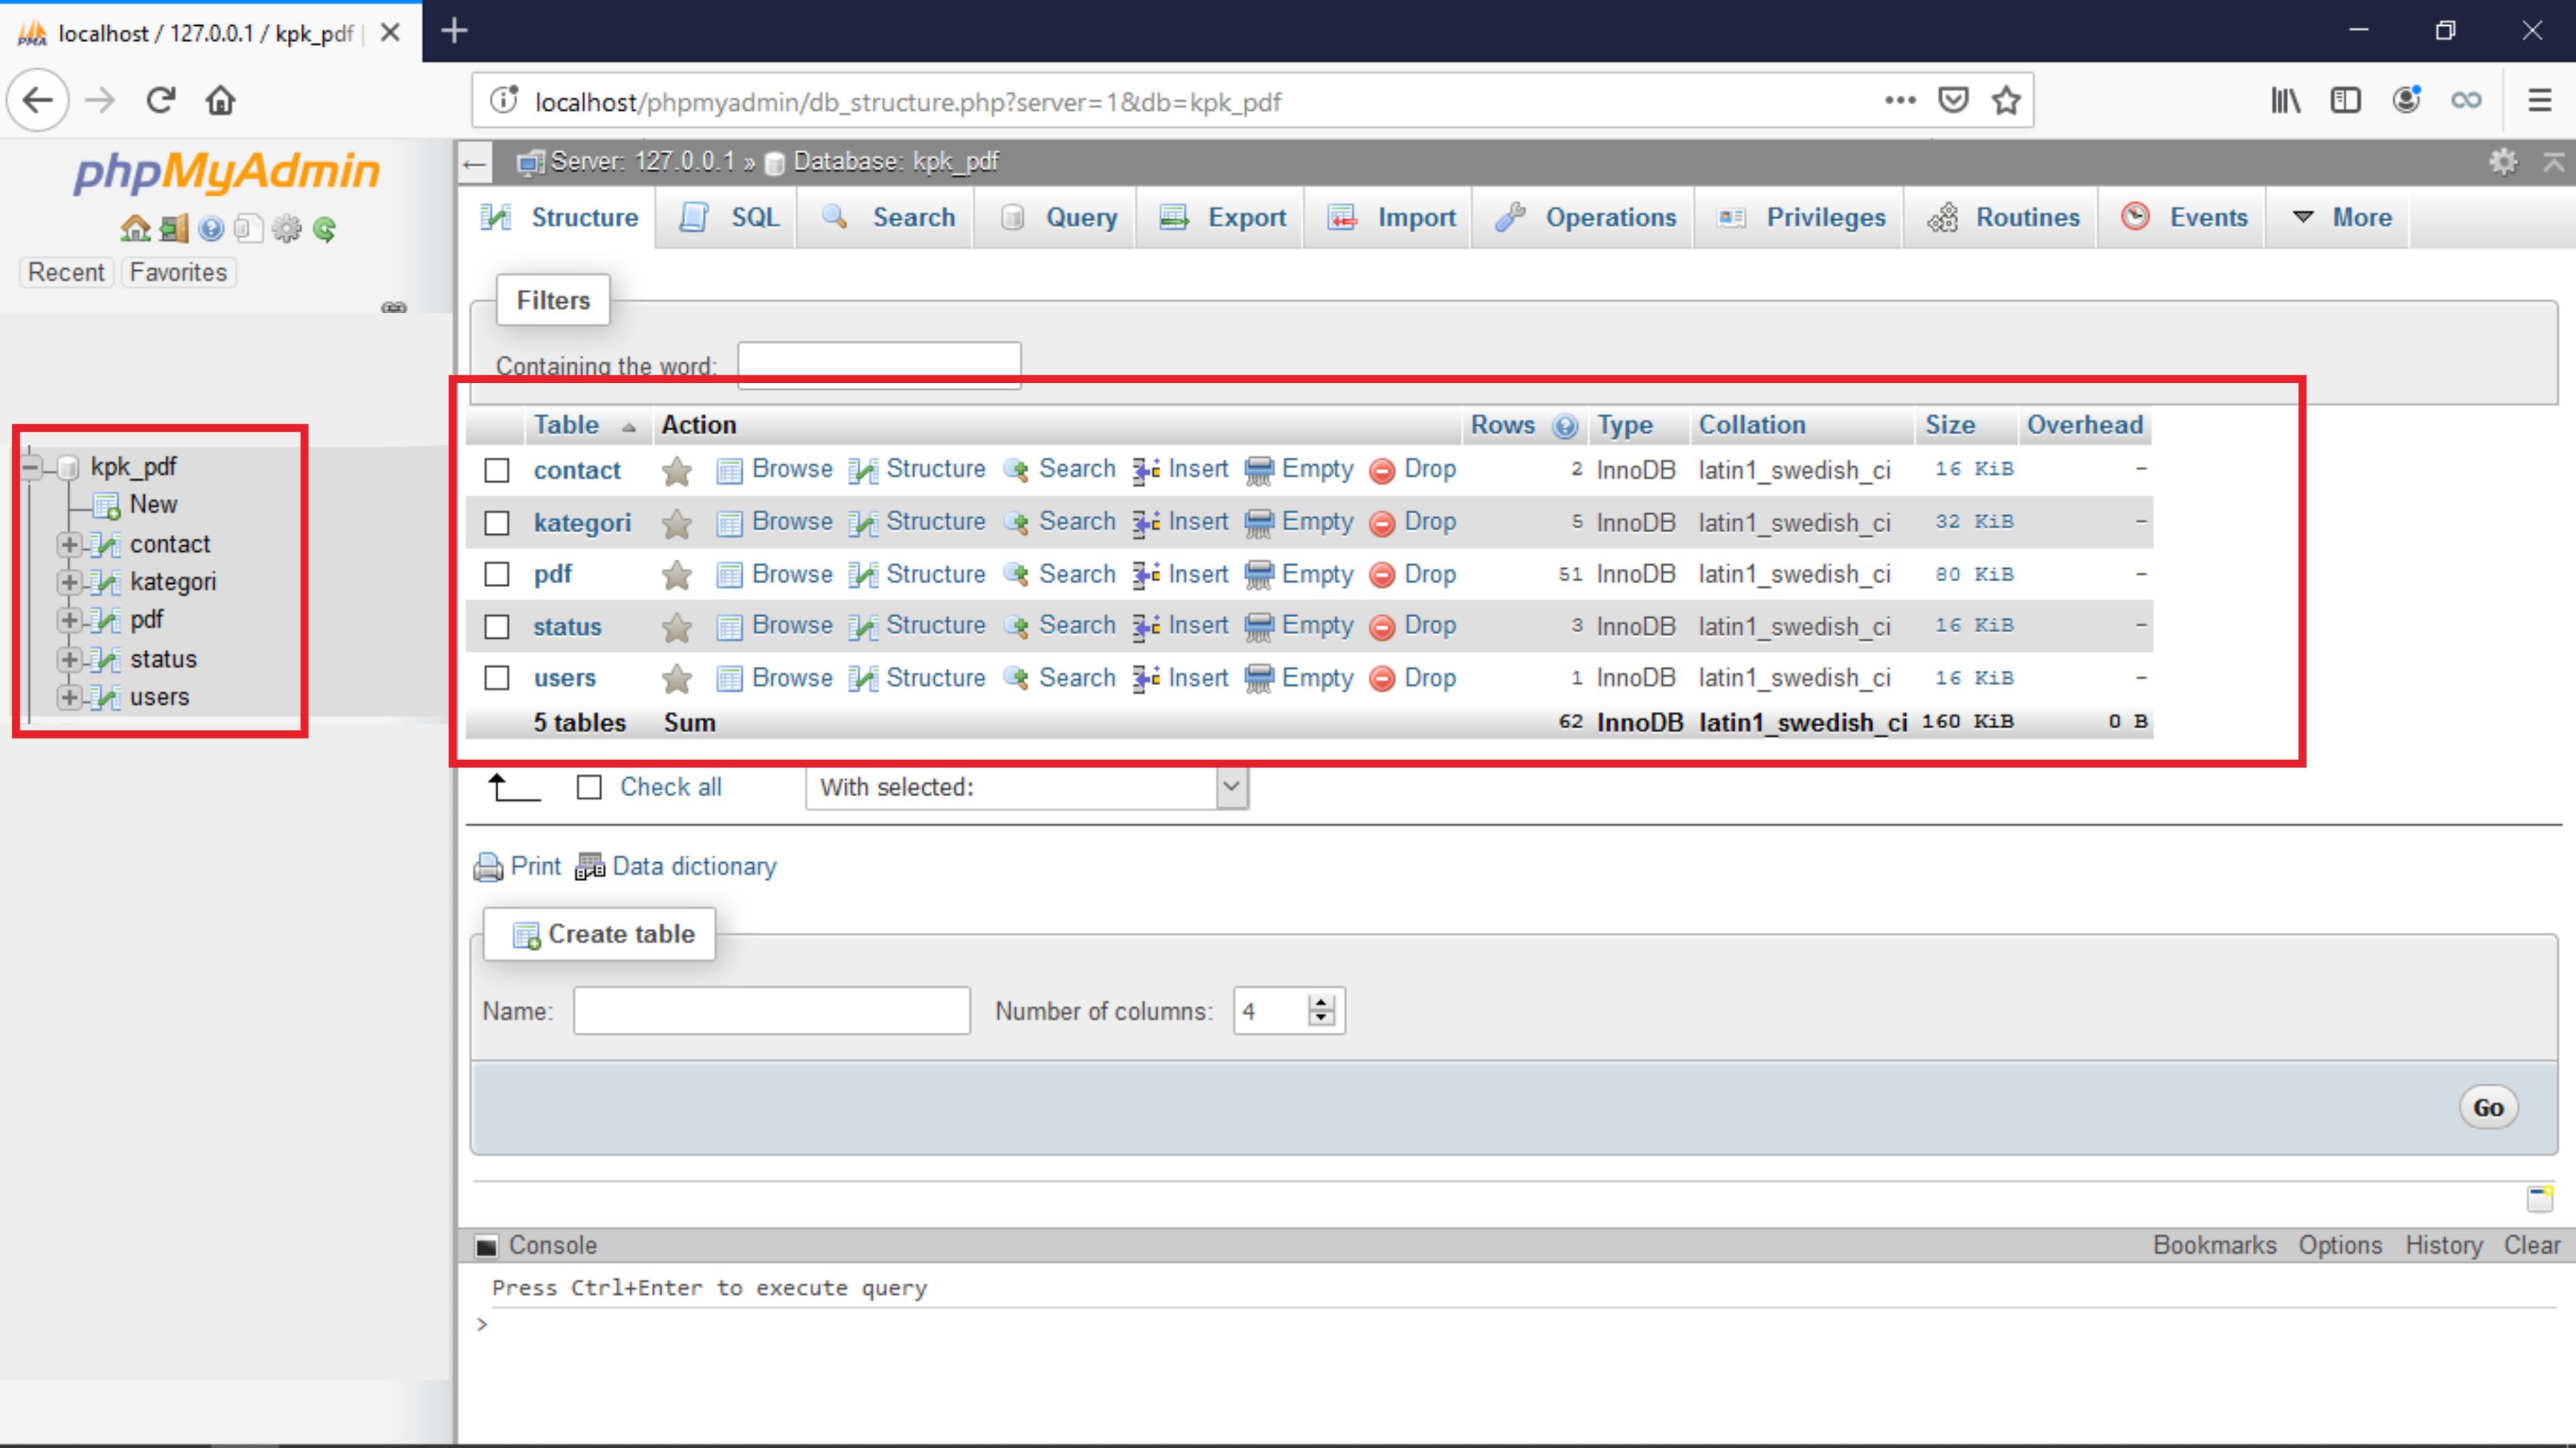 localhost / 127.0.0.1 / kpk_pdf |
localhost/phpmyadmin/db_structure.php?server=1&db=kpk_pdf
phpMyAdmin
Recent Favorites
kpk_pdf
New
contact
kategori
pdf
status
users
Server: 127.0.0.1 » Database: kpk_pdf
Structure SQL Search Query Export Import Operations Privileges Routines Events More
Filters
Containing the word:
Table Action Rows Type Collation Size Overhead
contact Browse Structure Search Insert Empty Drop 2 InnoDB latin1_swedish_ci 16 KiB -
kategori Browse Structure Search Insert Empty Drop 5 InnoDB latin1_swedish_ci 32 KiB -
pdf Browse Structure Search Insert Empty Drop 51 InnoDB latin1_swedish_ci 80 KiB -
status Browse Structure Search Insert Empty Drop 3 InnoDB latin1_swedish_ci 16 KiB -
users Browse Structure Search Insert Empty Drop 1 InnoDB latin1_swedish_ci 16 KiB -
5 tables Sum 62 InnoDB latin1_swedish_ci 160 KiB 0 B
Check all With selected:
Print Data dictionary
Create table
Name: Number of columns: 4
Go
Console Bookmarks Options History Clear
Press Ctrl+Enter to execute query
>